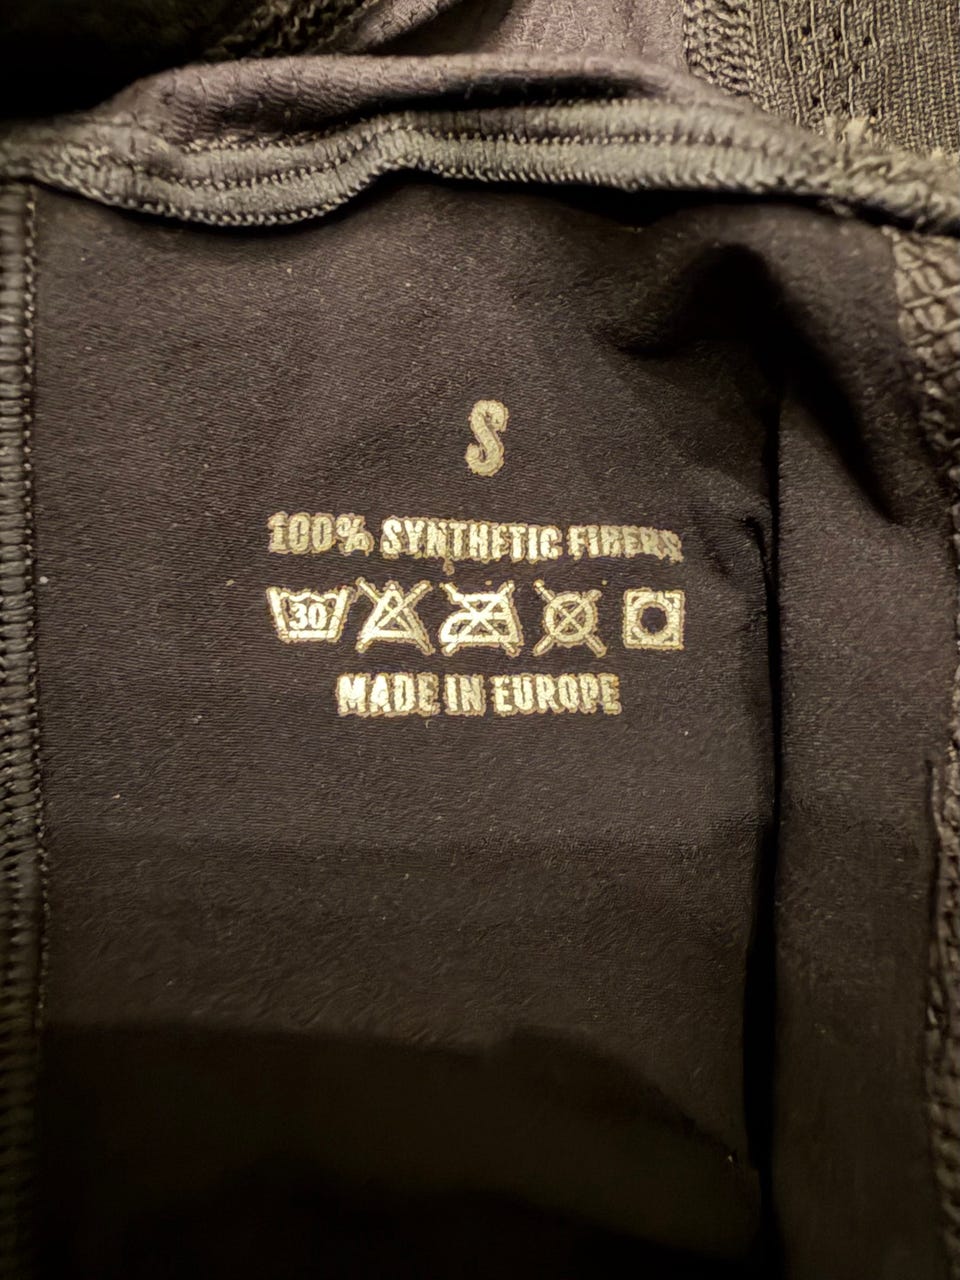 S
100% SYNTHETIC FIBERS
30
MADE IN EUROPE